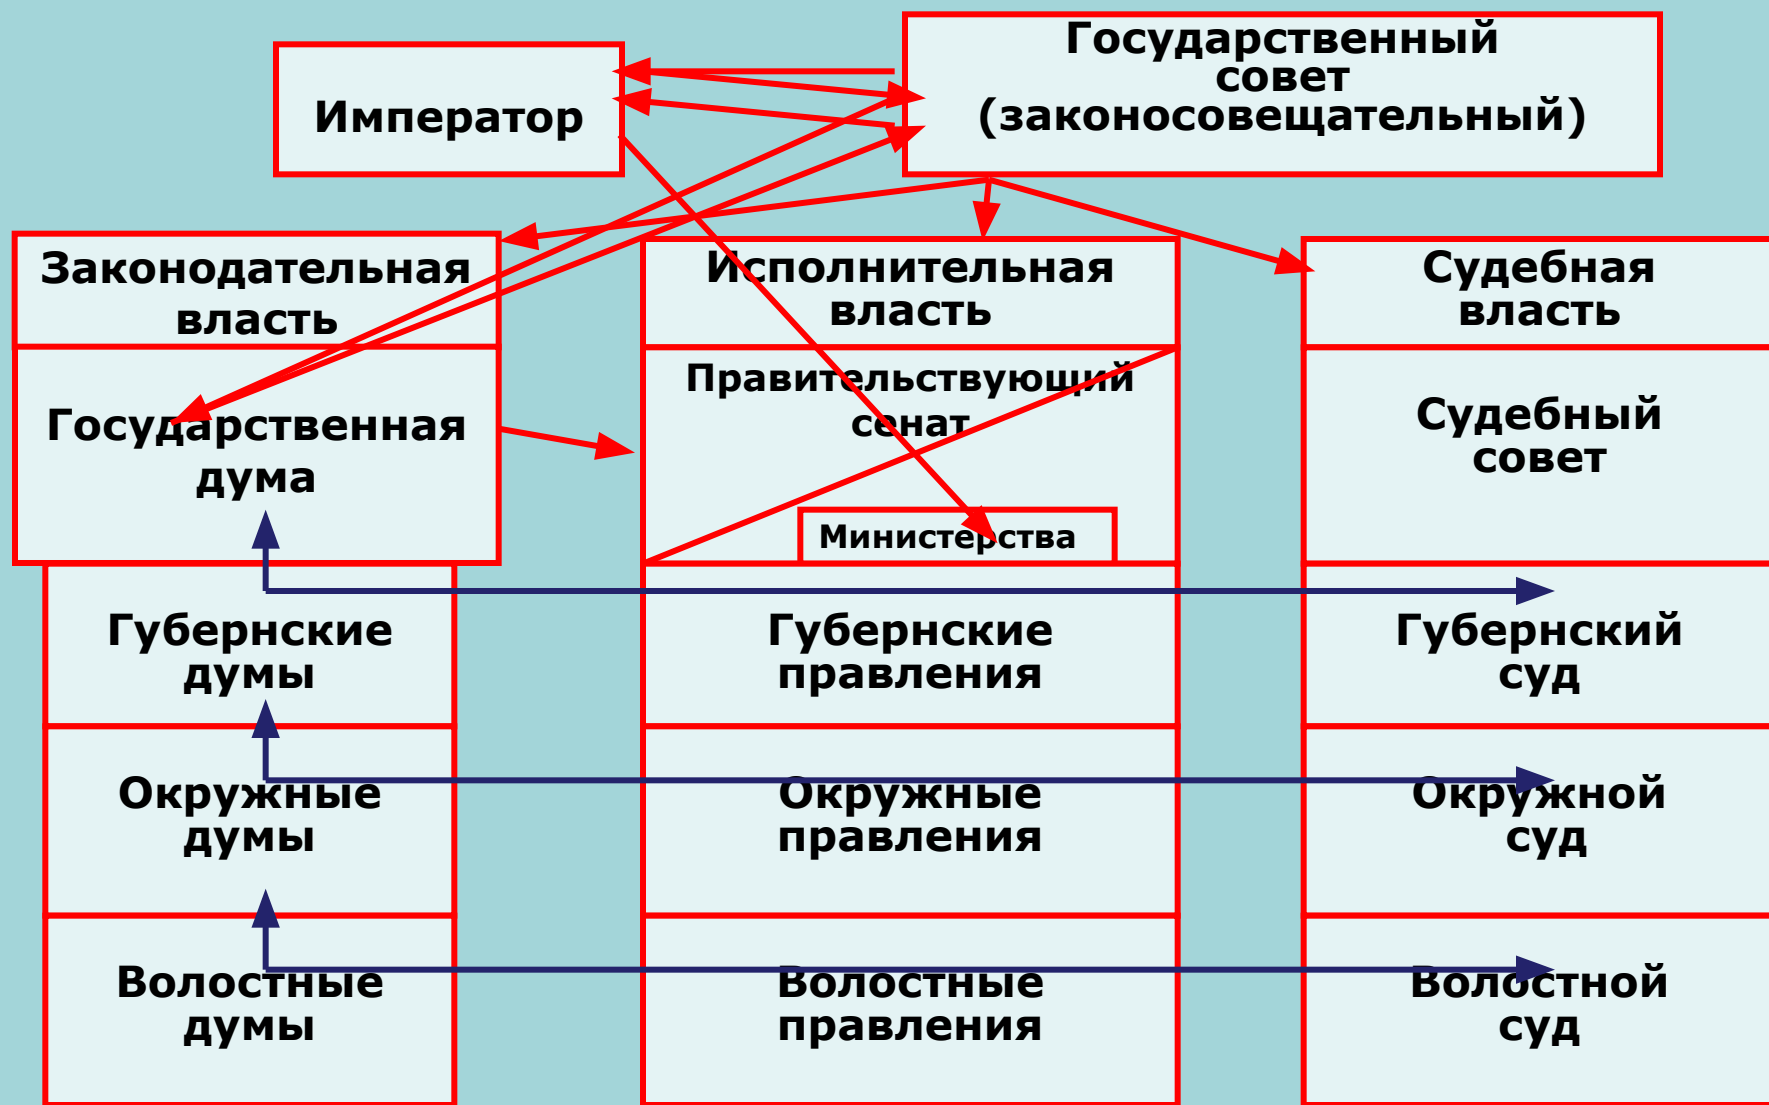 Император
Государственный
совет
(законосовещательный)
Законодательная
власть
Исполнительная
власть
Судебная
власть
Государственная
дума
Правительствующий
сенат
Министерства
Судебный
совет
Губернские
думы
Губернские
правления
Губернский
суд
Окружные
думы
Окружные
правления
Окружной
суд
Волостные
думы
Волостные
правления
Волостной
суд